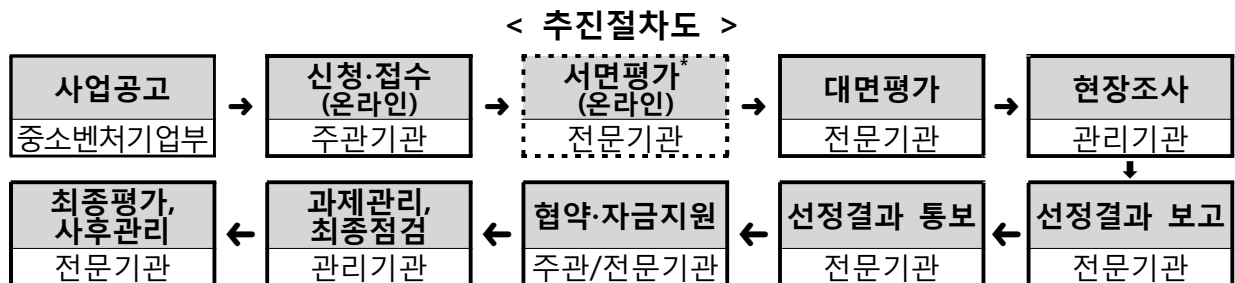 < 추진절차도 >
사업공고
중소벤처기업부
➜
신청·접수
(온라인)
주관기관
➜
서면평가*
(온라인)
전문기관
➜
대면평가
전문기관
➜
현장조사
관리기관
⬇
선정결과 보고
전문기관
←
선정결과 통보
전문기관
←
협약·자금지원
주관/전문기관
←
과제관리,
최종점검
관리기관
←
최종평가,
사후관리
전문기관